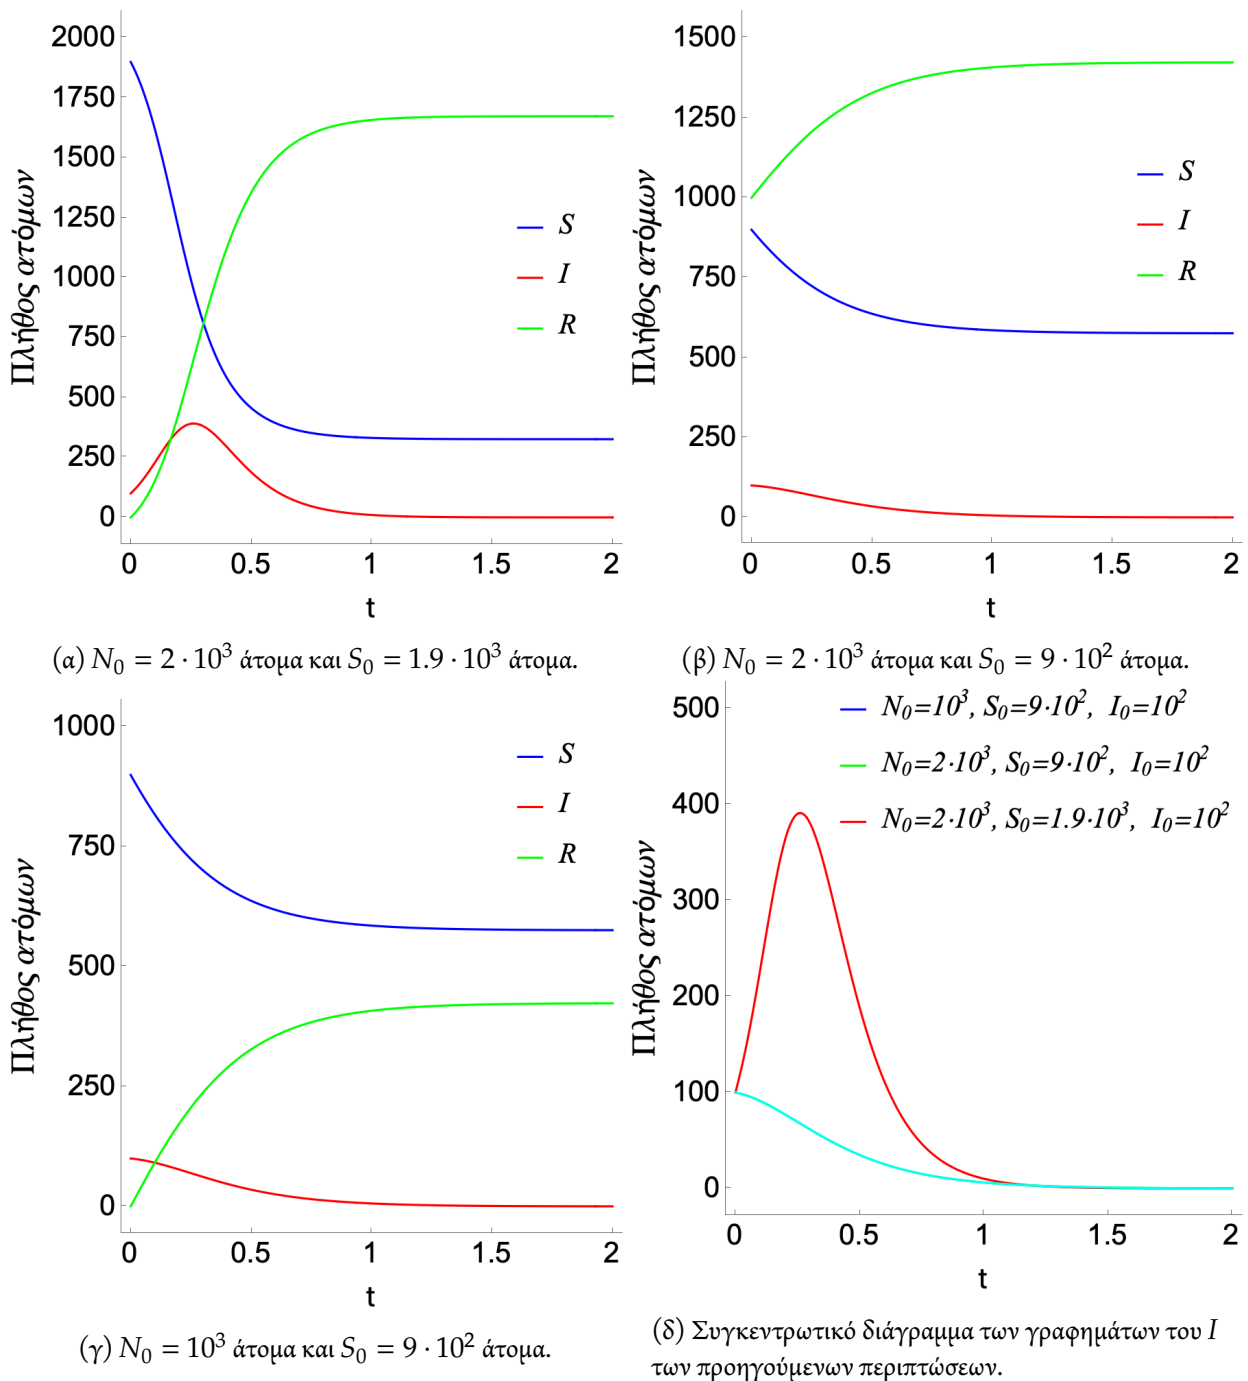 2000
1750
1500
1250
1000
750
500
250
0
Πλήθος ατόμων
S
I
R
0 0.5 1 1.5 2
t
(α) N₀ = 2 · 10³ άτομα και S₀ = 1.9 · 10³ άτομα.
1500
1250
1000
750
500
250
0
Πλήθος ατόμων
S
I
R
0 0.5 1 1.5 2
t
(β) N₀ = 2 · 10³ άτομα και S₀ = 9 · 10² άτομα.
1000
750
500
250
0
Πλήθος ατόμων
S
I
R
0 0.5 1 1.5 2
t
(γ) N₀ = 10³ άτομα και S₀ = 9 · 10² άτομα.
500
400
300
200
100
0
Πλήθος ατόμων
N₀=10³, S₀=9·10², I₀=10²
N₀=2·10³, S₀=9·10², I₀=10²
N₀=2·10³, S₀=1.9·10³, I₀=10²
0 0.5 1 1.5 2
t
(δ) Συγκεντρωτικό διάγραμμα των γραφημάτων του I
των προηγούμενων περιπτώσεων.